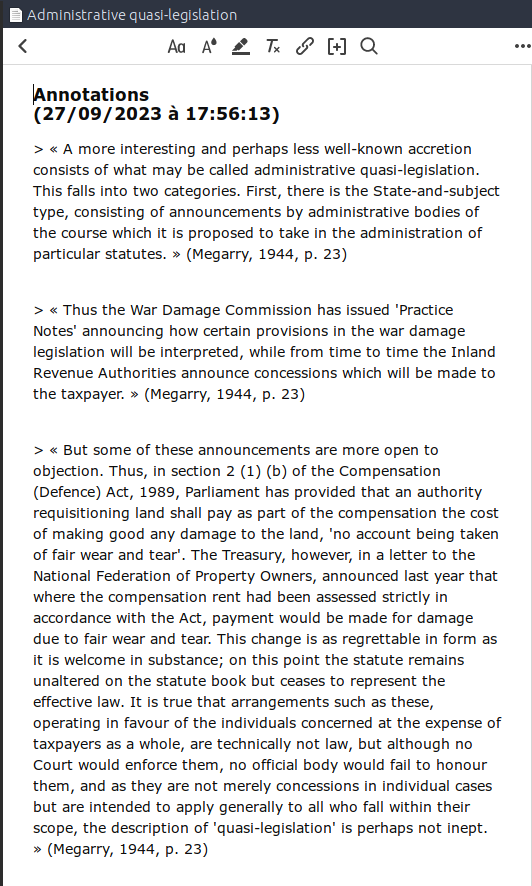 Administrative quasi-legislation
Annotations
(27/09/2023 à 17:56:13)
> « A more interesting and perhaps less well-known accretion
consists of what may be called administrative quasi-legislation.
This falls into two categories. First, there is the State-and-subject
type, consisting of announcements by administrative bodies of
the course which it is proposed to take in the administration of
particular statutes. » (Megarry, 1944, p. 23)
> « Thus the War Damage Commission has issued 'Practice
Notes' announcing how certain provisions in the war damage
legislation will be interpreted, while from time to time the Inland
Revenue Authorities announce concessions which will be made to
the taxpayer. » (Megarry, 1944, p. 23)
> « But some of these announcements are more open to
objection. Thus, in section 2 (1) (b) of the Compensation
(Defence) Act, 1989, Parliament has provided that an authority
requisitioning land shall pay as part of the compensation the cost
of making good any damage to the land, 'no account being taken
of fair wear and tear'. The Treasury, however, in a letter to the
National Federation of Property Owners, announced last year that
where the compensation rent had been assessed strictly in
accordance with the Act, payment would be made for damage
due to fair wear and tear. This change is as regrettable in form as
it is welcome in substance; on this point the statute remains
unaltered on the statute book but ceases to represent the
effective law. It is true that arrangements such as these,
operating in favour of the individuals concerned at the expense of
taxpayers as a whole, are technically not law, but although no
Court would enforce them, no official body would fail to honour
them, and as they are not merely concessions in individual cases
but are intended to apply generally to all who fall within their
scope, the description of 'quasi-legislation' is perhaps not inept.
» (Megarry, 1944, p. 23)